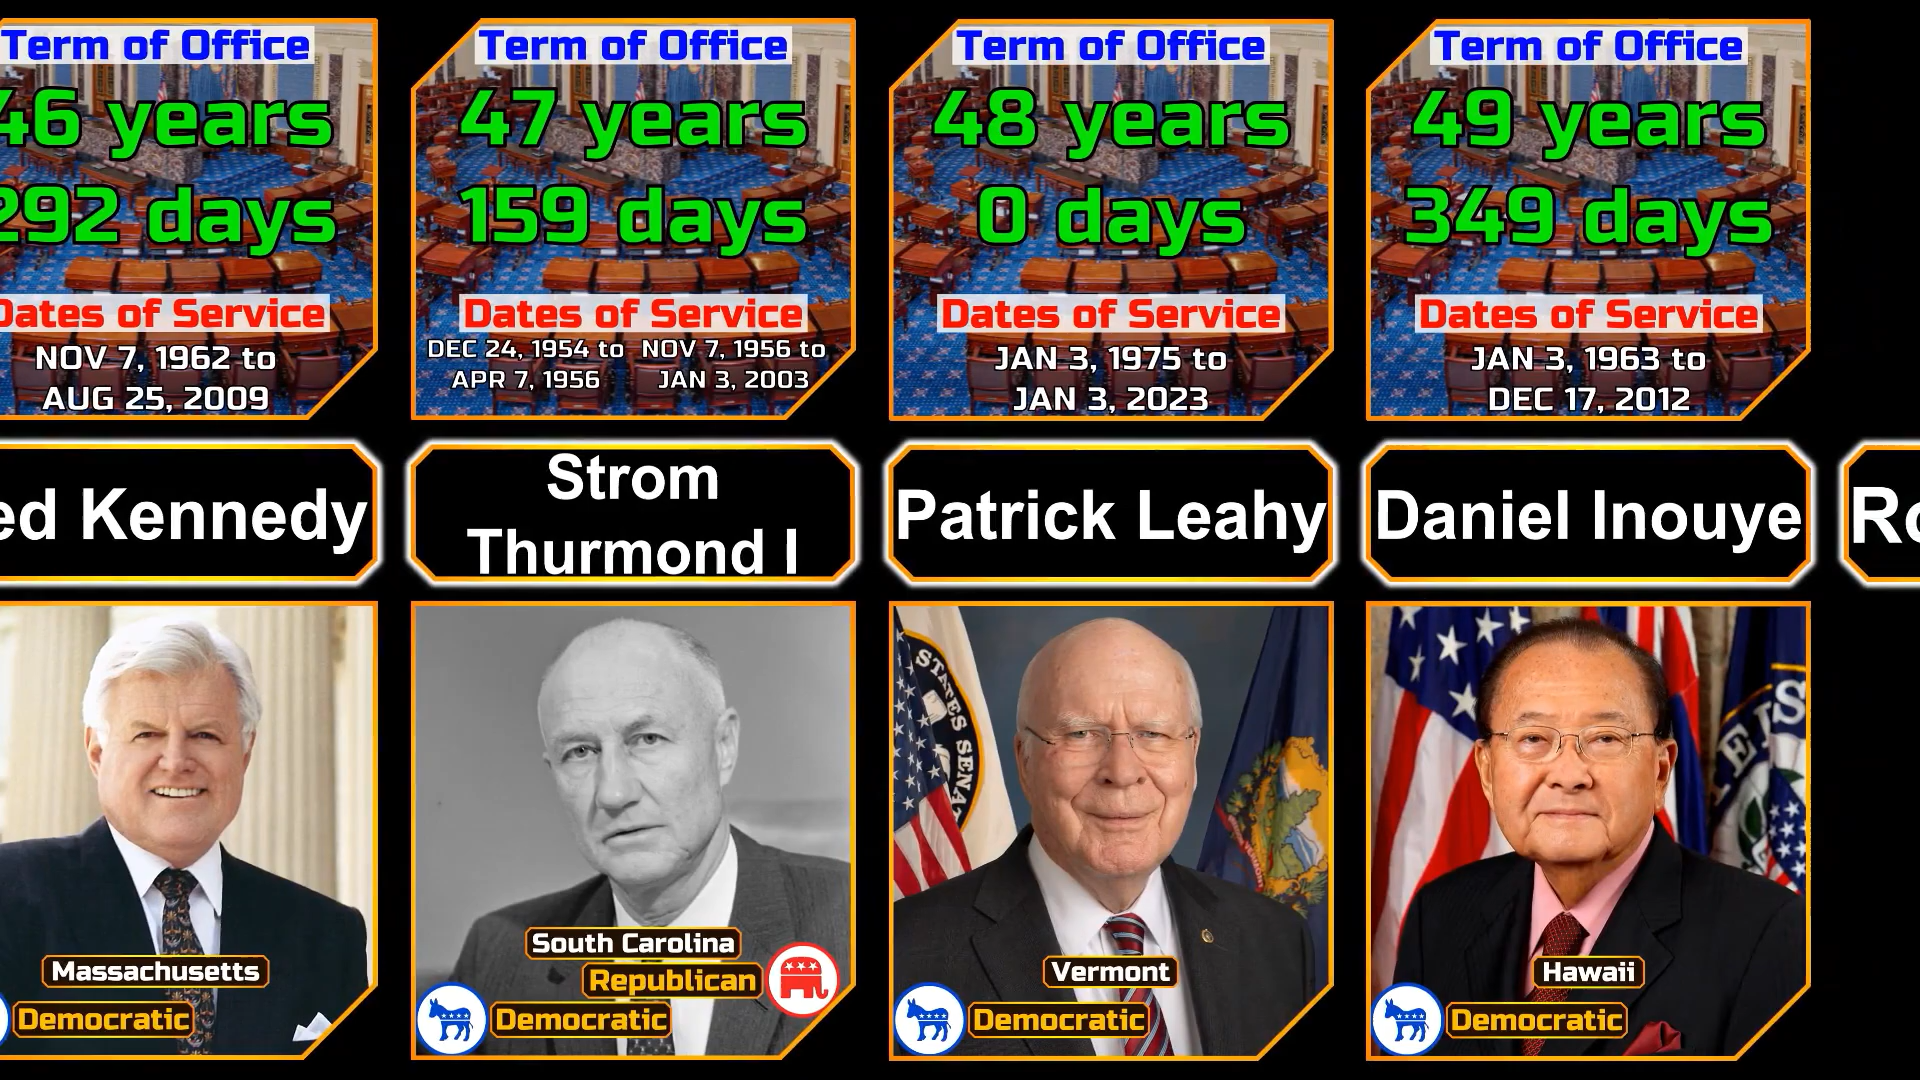 Term of Office
46 years
292 days
Dates of Service
NOV 7, 1962 to
AUG 25, 2009
ed Kennedy
Massachusetts
Democratic
Term of Office
47 years
159 days
Dates of Service
DEC 24, 1954 to NOV 7, 1956 to
APR 7, 1956 JAN 3, 2003
Strom
Thurmond I
South Carolina
Republican
Democratic
Term of Office
48 years
0 days
Dates of Service
JAN 3, 1975 to
JAN 3, 2023
Patrick Leahy
STATES SENAT
Vermont
Democratic
Term of Office
49 years
349 days
Dates of Service
JAN 3, 1963 to
DEC 17, 2012
Daniel Inouye
Hawaii
Democratic
Ro